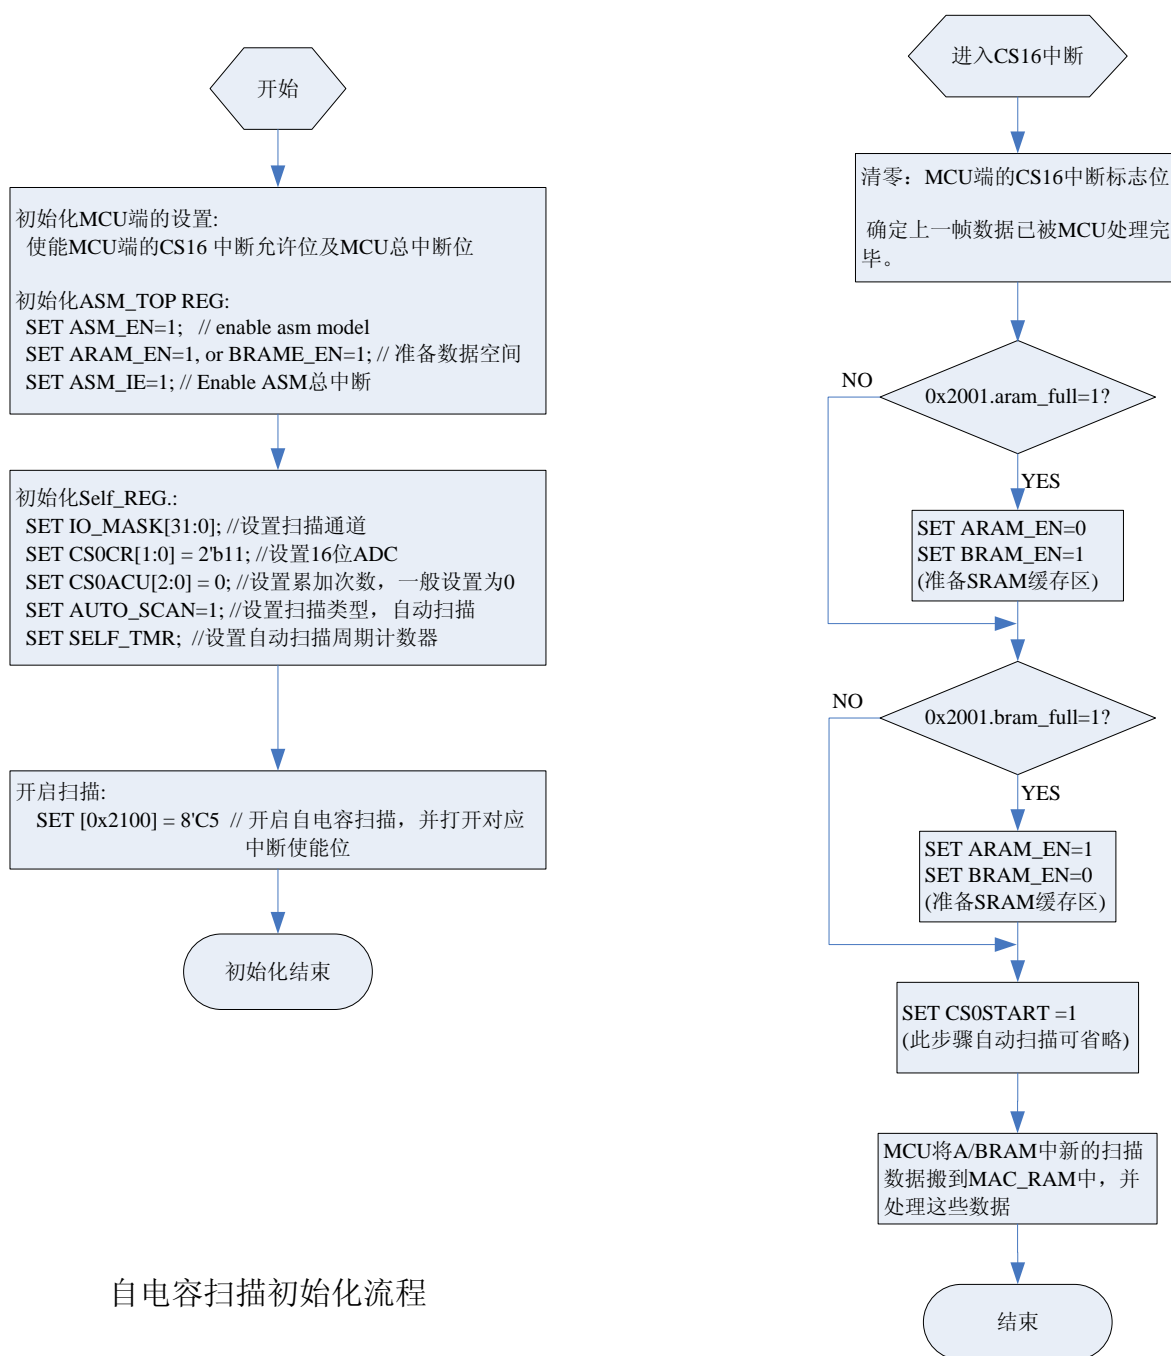 开始
初始化MCU端的设置:
使能MCU端的CS16 中断允许位及MCU总中断位
初始化ASM_TOP REG:
SET ASM_EN=1;   // enable asm model
SET ARAM_EN=1, or BRAME_EN=1; // 准备数据空间
SET ASM_IE=1; // Enable ASM总中断
初始化Self_REG.:
SET IO_MASK[31:0]; //设置扫描通道
SET CS0CR[1:0] = 2'b11; //设置16位ADC
SET CS0ACU[2:0] = 0; //设置累加次数，一般设置为0
SET AUTO_SCAN=1; //设置扫描类型，自动扫描
SET SELF_TMR;  //设置自动扫描周期计数器
开启扫描:
SET [0x2100] = 8'C5  // 开启自电容扫描，并打开对应
中断使能位
初始化结束
自电容扫描初始化流程
进入CS16中断
清零：MCU端的CS16中断标志位
确定上一帧数据已被MCU处理完
毕。
NO
0x2001.aram_full=1?
YES
SET ARAM_EN=0
SET BRAM_EN=1
(准备SRAM缓存区)
NO
0x2001.bram_full=1?
YES
SET ARAM_EN=1
SET BRAM_EN=0
(准备SRAM缓存区)
SET CS0START =1
(此步骤自动扫描可省略)
MCU将A/BRAM中新的扫描
数据搬到MAC_RAM中，并
处理这些数据
结束